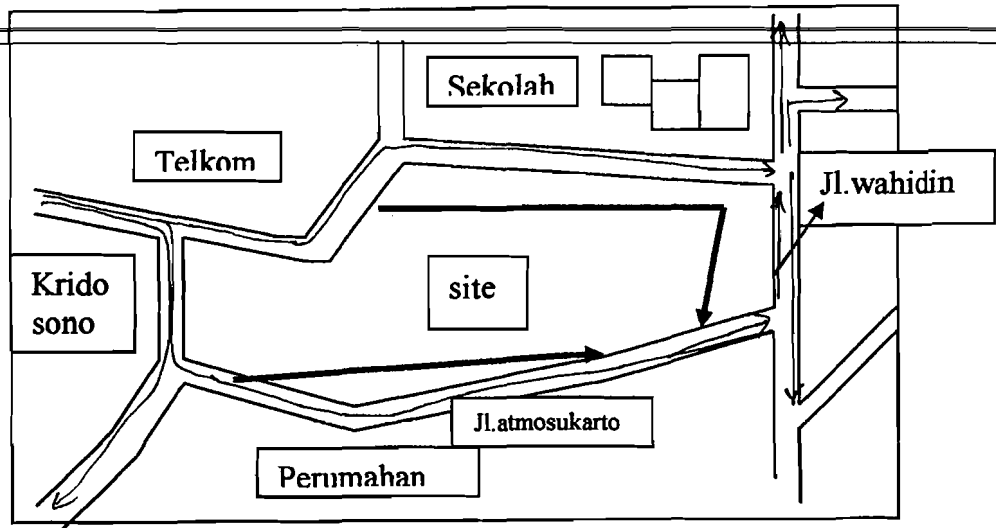 Sekolah
Telkom
Jl.wahidin
Krido
sono
site
Jl.atmosukarto
Perumahan